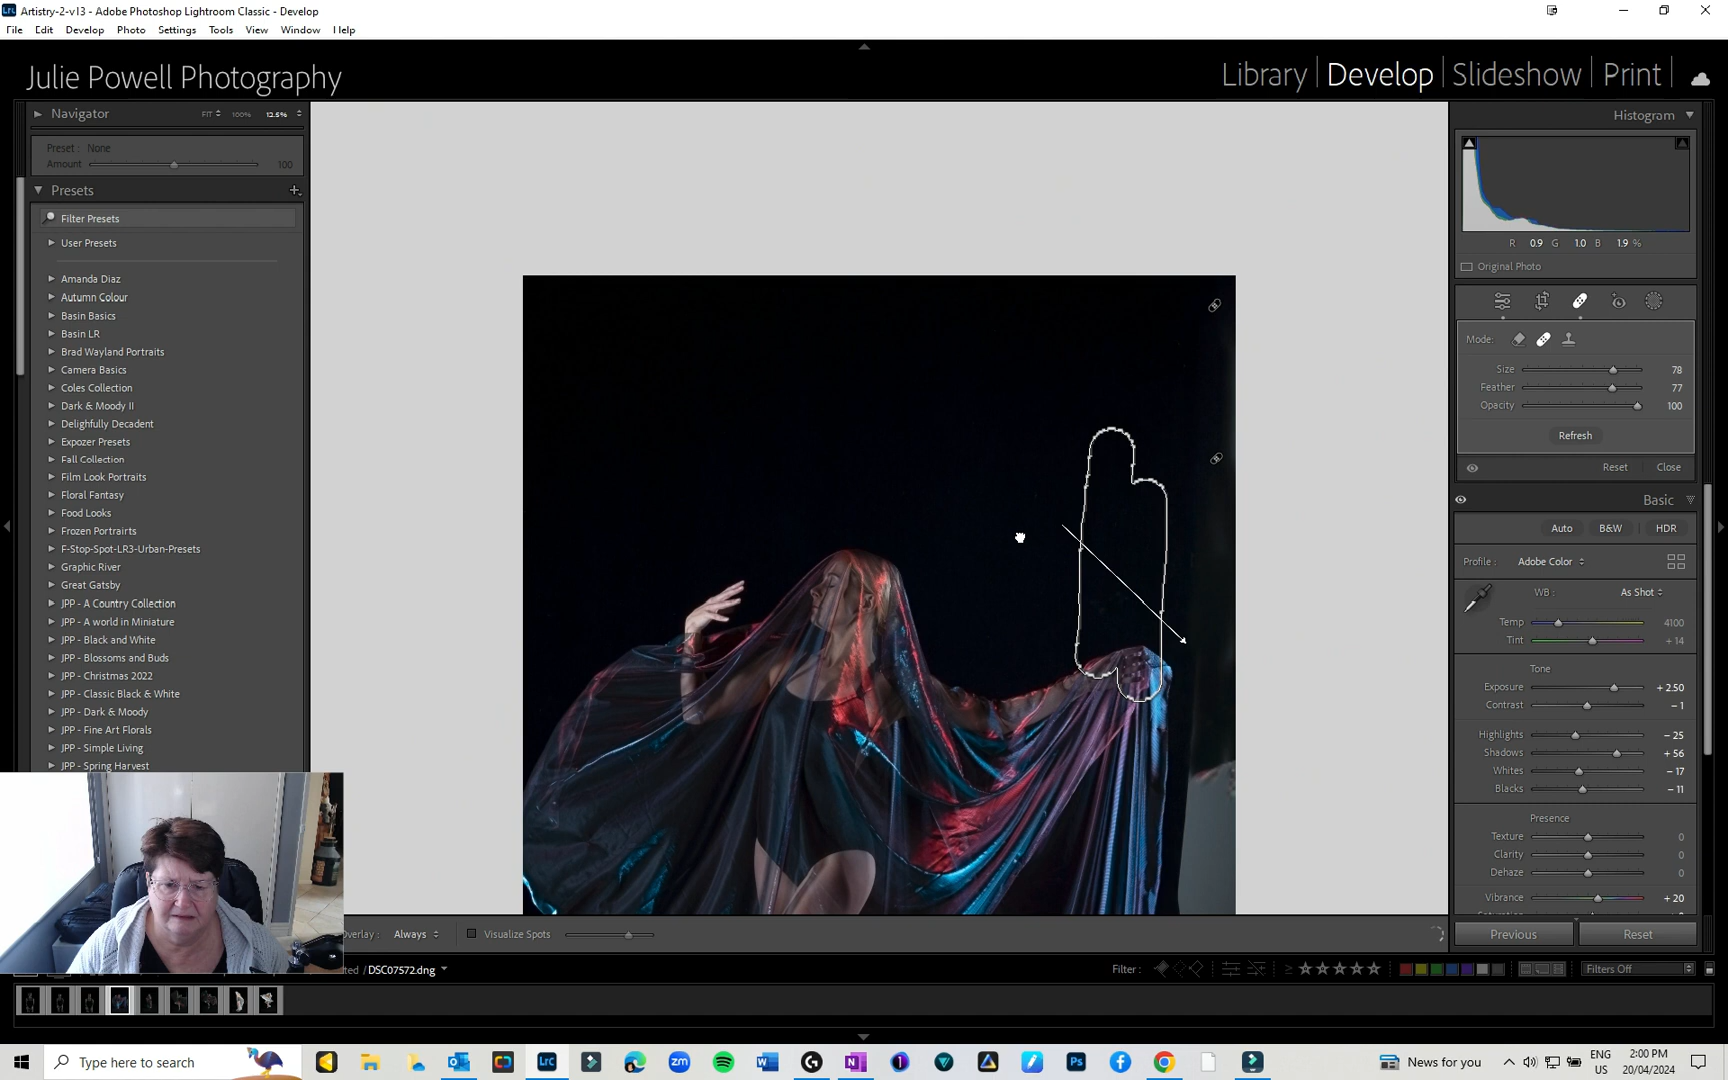 Artistry-2-v13 - Adobe Photoshop Lightroom Classic - Develop
File Edit Develop Photo Settings Tools View Window Help
Julie Powell Photography
Library Develop Slideshow Print
Navigator FIT 100% 12.5%
Histogram
Preset : None
Amount 100
Presets
Filter Presets
User Presets
R 0.9 G 1.0 B 1.9 %
Original Photo
Amanda Diaz
Autumn Colour
Basin Basics
Basin LR
Brad Wayland Portraits
Camera Basics
Coles Collection
Dark & Moody II
Delightfully Decadent
Expozer Presets
Fall Collection
Film Look Portraits
Floral Fantasy
Food Looks
Frozen Portrairts
F-Stop-Spot-LR3-Urban-Presets
Graphic River
Great Gatsby
JPP - A Country Collection
JPP - A world in Miniature
JPP - Black and White
JPP - Blossoms and Buds
JPP - Christmas 2022
JPP - Classic Black & White
JPP - Dark & Moody
JPP - Fine Art Florals
JPP - Simple Living
JPP - Spring Harvest
Mode:
Size 78
Feather 77
Opacity 100
Refresh
Reset Close
Basic
Auto B&W HDR
Profile : Adobe Color
WB : As Shot
Temp 4100
Tint + 14
Tone
Exposure + 2.50
Contrast − 1
Highlights − 25
Shadows + 56
Whites − 17
Blacks − 11
Presence
Texture 0
Clarity 0
Dehaze 0
Vibrance + 20
Previous Reset
Overlay : Always Visualize Spots
/ DSC07572.dng
Filter : Filters Off
Type here to search
News for you
ENG
US
2:00 PM
20/04/2024